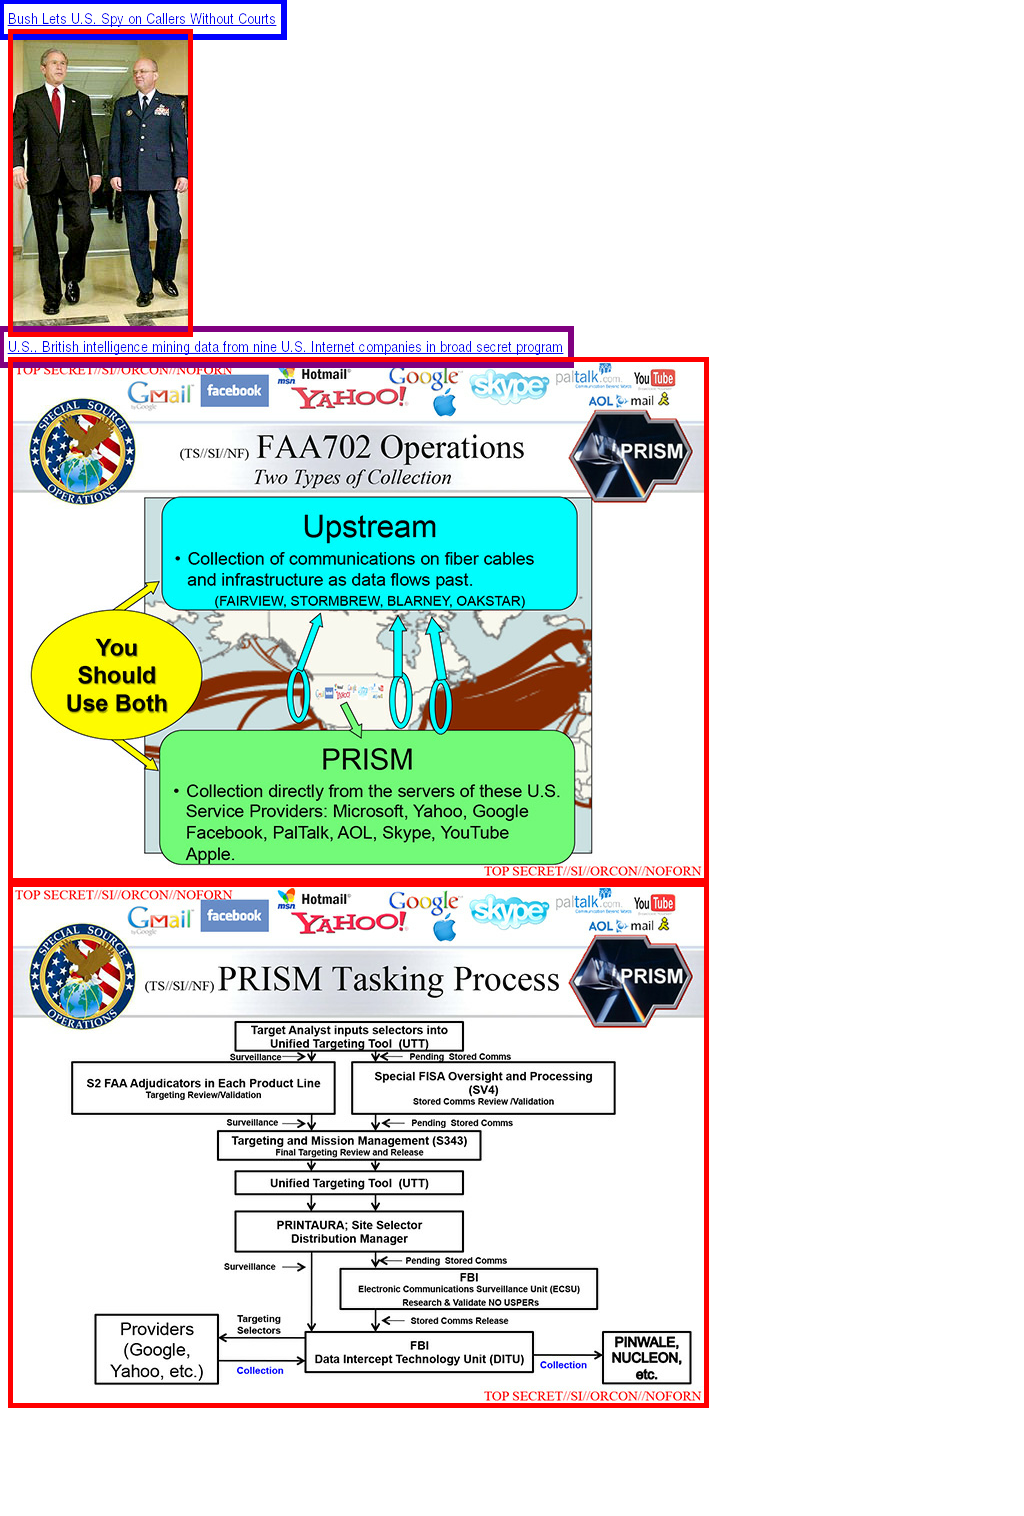 Bush Lets U.S. Spy on Callers Without Courts
U.S., British intelligence mining data from nine U.S. Internet companies in broad secret program
TOP SECRET//SI//ORCON//NOFORN
Gmail
by Google
facebook
msn Hotmail
YAHOO!
Google
skype
paltalk.com
Communication Beyond Words
YouTube
AOL mail
SPECIAL SOURCE OPERATIONS
(TS//SI//NF) FAA702 Operations
Two Types of Collection
PRISM
Upstream
• Collection of communications on fiber cables
and infrastructure as data flows past.
(FAIRVIEW, STORMBREW, BLARNEY, OAKSTAR)
You
Should
Use Both
PRISM
• Collection directly from the servers of these U.S.
Service Providers: Microsoft, Yahoo, Google
Facebook, PalTalk, AOL, Skype, YouTube
Apple.
TOP SECRET//SI//ORCON//NOFORN
TOP SECRET//SI//ORCON//NOFORN
Gmail
by Google
facebook
msn Hotmail
YAHOO!
Google
skype
paltalk.com
Communication Beyond Words
YouTube
AOL mail
SPECIAL SOURCE OPERATIONS
(TS//SI//NF) PRISM Tasking Process
PRISM
Target Analyst inputs selectors into
Unified Targeting Tool (UTT)
Surveillance
Pending Stored Comms
S2 FAA Adjudicators in Each Product Line
Targeting Review/Validation
Special FISA Oversight and Processing
(SV4)
Stored Comms Review /Validation
Surveillance
Pending Stored Comms
Targeting and Mission Management (S343)
Final Targeting Review and Release
Unified Targeting Tool (UTT)
PRINTAURA; Site Selector
Distribution Manager
Surveillance
Pending Stored Comms
FBI
Electronic Communications Surveillance Unit (ECSU)
Research & Validate NO USPERs
Stored Comms Release
Providers
(Google,
Yahoo, etc.)
Targeting
Selectors
Collection
FBI
Data Intercept Technology Unit (DITU)
Collection
PINWALE,
NUCLEON,
etc.
TOP SECRET//SI//ORCON//NOFORN